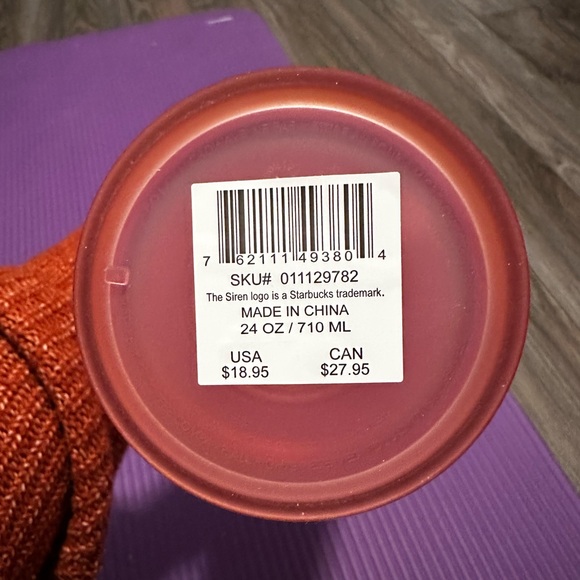 7 62111 49380 4
SKU# 011129782
The Siren logo is a Starbucks trademark.
MADE IN CHINA
24 OZ / 710 ML
USA CAN
$18.95 $27.95